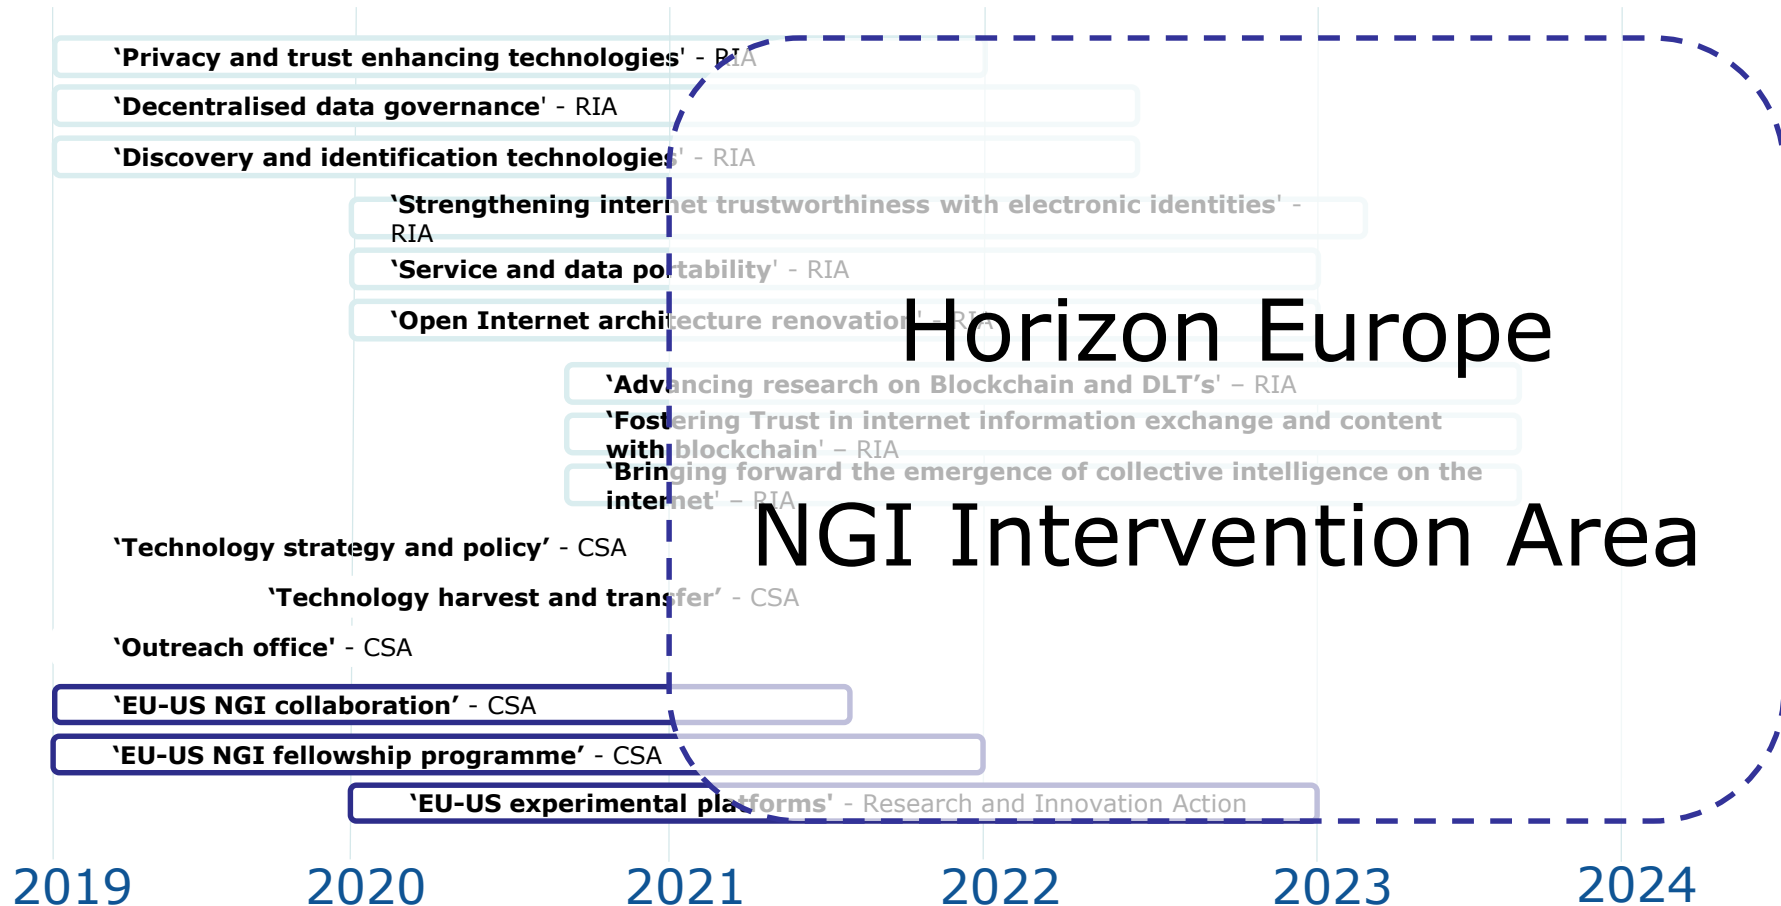 ‘Privacy and trust enhancing technologies' - RIA
‘Decentralised data governance' - RIA
‘Discovery and identification technologies' - RIA
‘Strengthening internet trustworthiness with electronic identities' -
RIA
‘Service and data portability' - RIA
‘Open Internet architecture renovation' - RIA
Horizon Europe
‘Advancing research on Blockchain and DLT’s' – RIA
‘Fostering Trust in internet information exchange and content
with blockchain' – RIA
‘Bringing forward the emergence of collective intelligence on the
internet' – RIA
NGI Intervention Area
‘Technology strategy and policy’ - CSA
‘Technology harvest and transfer’ - CSA
‘Outreach office' - CSA
‘EU-US NGI collaboration’ - CSA
‘EU-US NGI fellowship programme’ - CSA
‘EU-US experimental platforms' - Research and Innovation Action
2019 2020 2021 2022 2023 2024